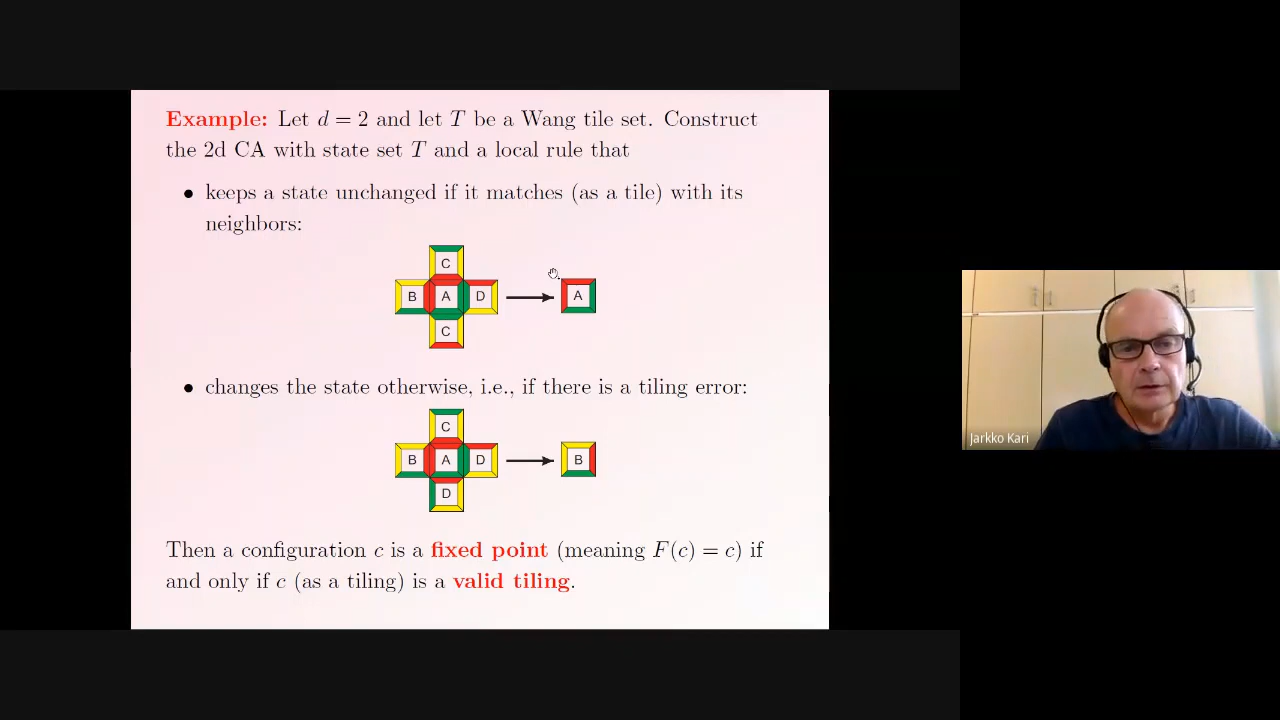 Example: Let d = 2 and let T be a Wang tile set. Construct
the 2d CA with state set T and a local rule that
• keeps a state unchanged if it matches (as a tile) with its
neighbors:
C
B A D A
C
• changes the state otherwise, i.e., if there is a tiling error:
C
B A D B
D
Then a configuration c is a fixed point (meaning F(c) = c) if
and only if c (as a tiling) is a valid tiling.
Jarkko Kari